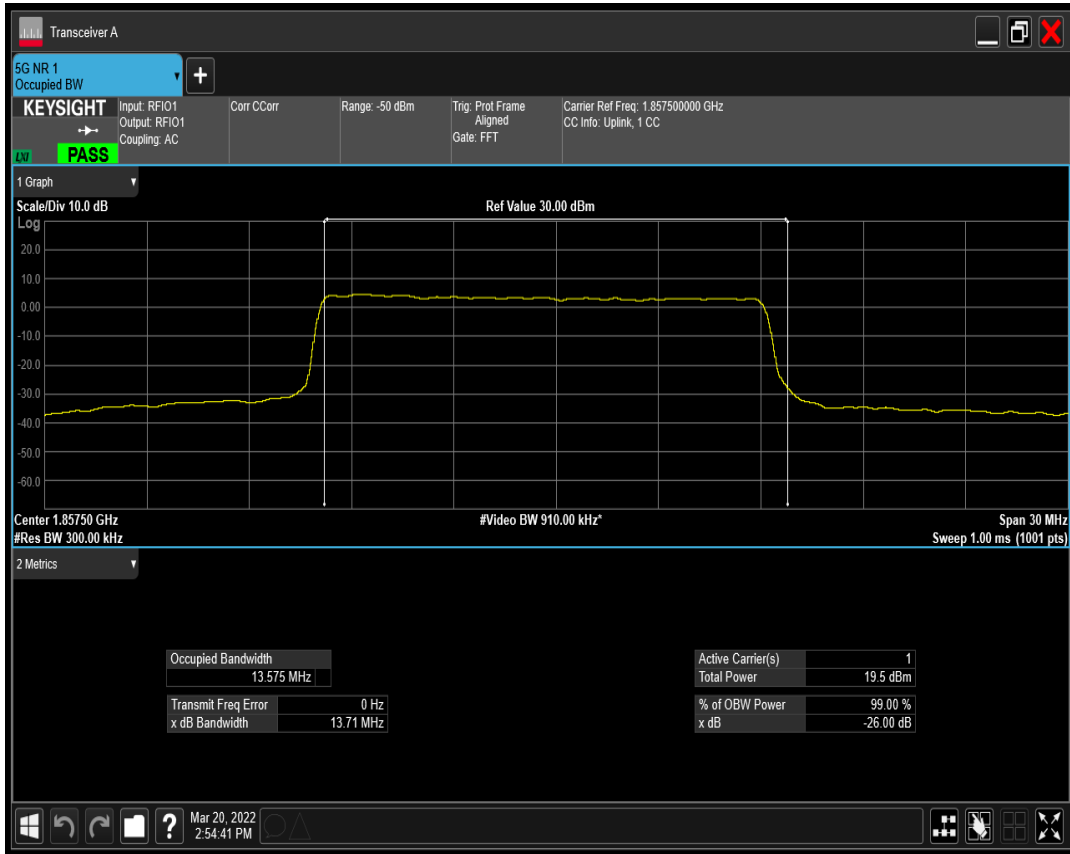 Transceiver A
5G NR 1
Occupied BW
KEYSIGHT
LXI
PASS
Input: RFIO1
Output: RFIO1
Coupling: AC
Corr CCorr
Range: -50 dBm
Trig: Prot Frame
Aligned
Gate: FFT
Carrier Ref Freq: 1.857500000 GHz
CC Info: Uplink, 1 CC
1 Graph
Scale/Div 10.0 dB
Ref Value 30.00 dBm
Log
20.0
10.0
0.00
-10.0
-20.0
-30.0
-40.0
-50.0
-60.0
Center 1.85750 GHz
#Video BW 910.00 kHz*
Span 30 MHz
#Res BW 300.00 kHz
Sweep 1.00 ms (1001 pts)
2 Metrics
Occupied Bandwidth
13.575 MHz
Transmit Freq Error 0 Hz
x dB Bandwidth 13.71 MHz
Active Carrier(s) 1
Total Power 19.5 dBm
% of OBW Power 99.00 %
x dB -26.00 dB
?
Mar 20, 2022
2:54:41 PM